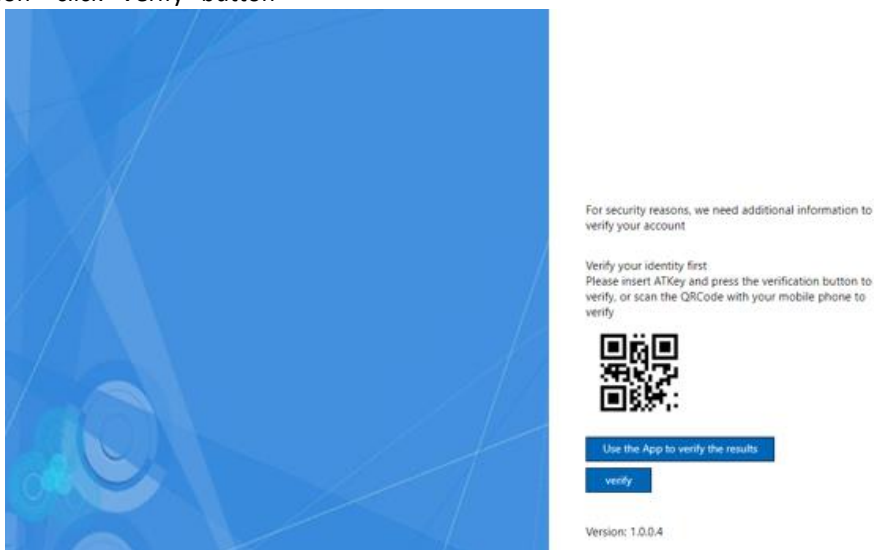 click verify button
For security reasons, we need additional information to
verify your account
Verify your identity first
Please insert ATKey and press the verification button to
verify, or scan the QRCode with your mobile phone to
verify
Use the App to verify the results
verify
Version: 1.0.0.4